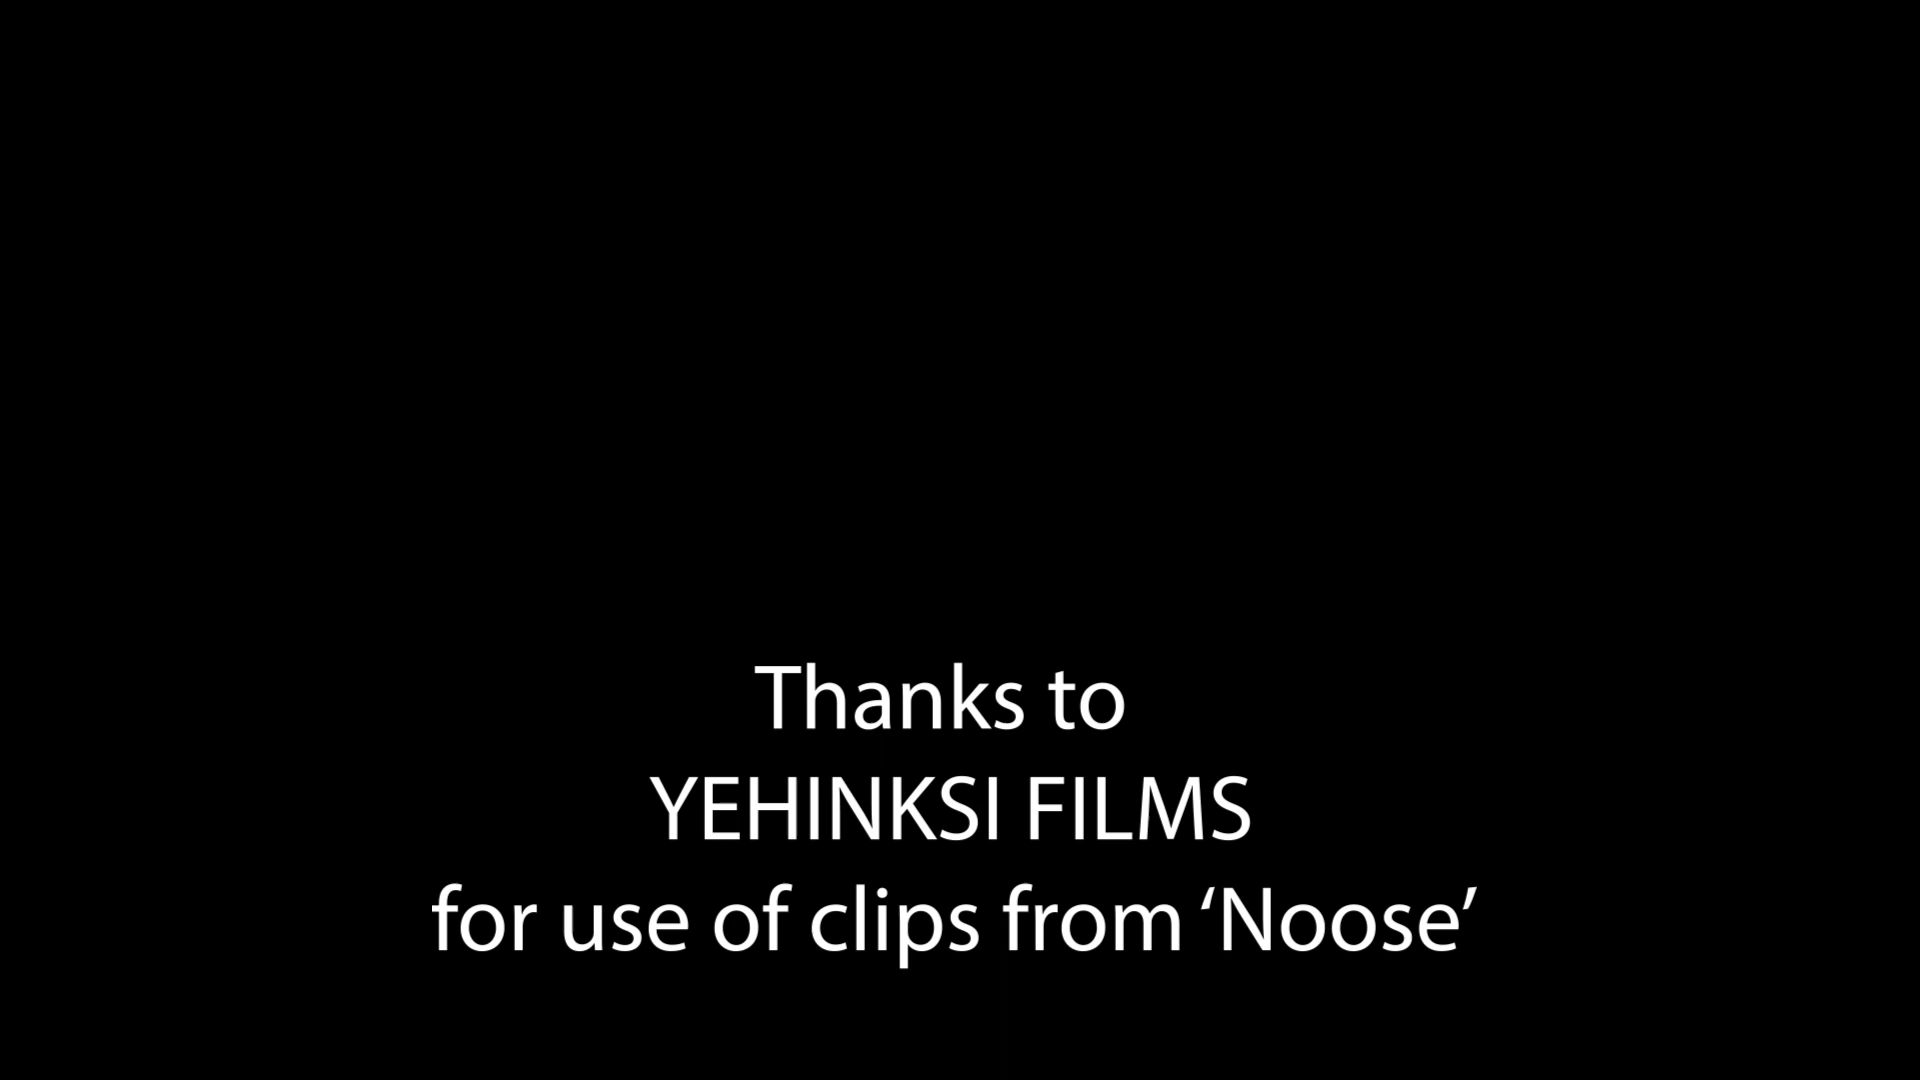 Thanks to
YEHINKSI FILMS
for use of clips from ‘Noose’